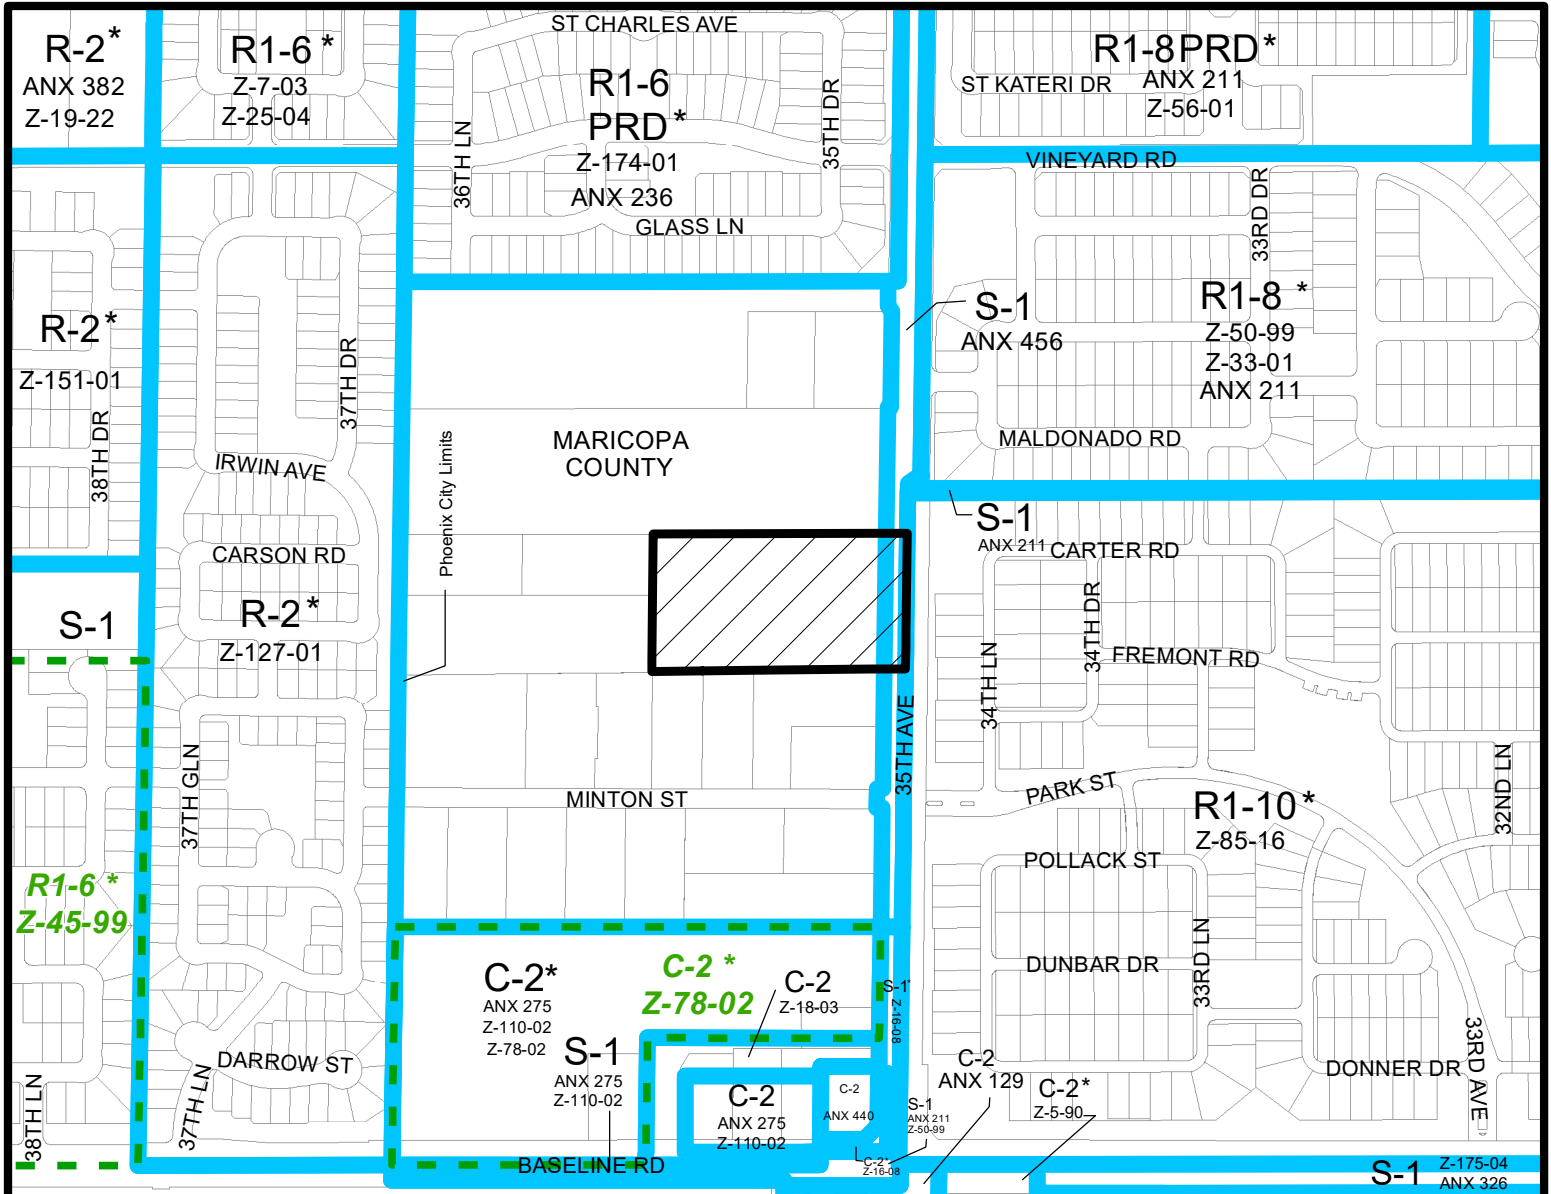 R-2*
ANX 382
Z-19-22
R1-6 *
Z-7-03
Z-25-04
ST CHARLES AVE
R1-6
PRD*
Z-174-01
ANX 236
36TH LN
35TH DR
GLASS LN
R1-8 PRD*
ANX 211
Z-56-01
ST KATERI DR
VINEYARD RD
33RD DR
R-2*
Z-151-01
38TH DR
37TH DR
IRWIN AVE
CARSON RD
R-2*
Z-127-01
S-1
ANX 456
R1-8 *
Z-50-99
Z-33-01
ANX 211
MALDONADO RD
MARICOPA
COUNTY
Phoenix City Limits
S-1
ANX 211
CARTER RD
34TH DR
FREMONT RD
34TH LN
35TH AVE
S-1
37TH GLN
MINTON ST
PARK ST
R1-10*
Z-85-16
32ND LN
POLLACK ST
R1-6 *
Z-45-99
DUNBAR DR
33RD LN
C-2*
ANX 275
Z-110-02
Z-78-02
C-2 *
Z-78-02
C-2
Z-18-03
S-1*
Z-16-08
S-1
ANX 275
Z-110-02
C-2
ANX 275
Z-110-02
C-2
ANX 440
S-1
ANX 211
Z-50-99
C-2
ANX 129
C-2*
Z-5-90
C-2*
Z-16-08
DARROW ST
37TH LN
38TH LN
BASELINE RD
DONNER DR
33RD AVE
S-1
Z-175-04
ANX 326